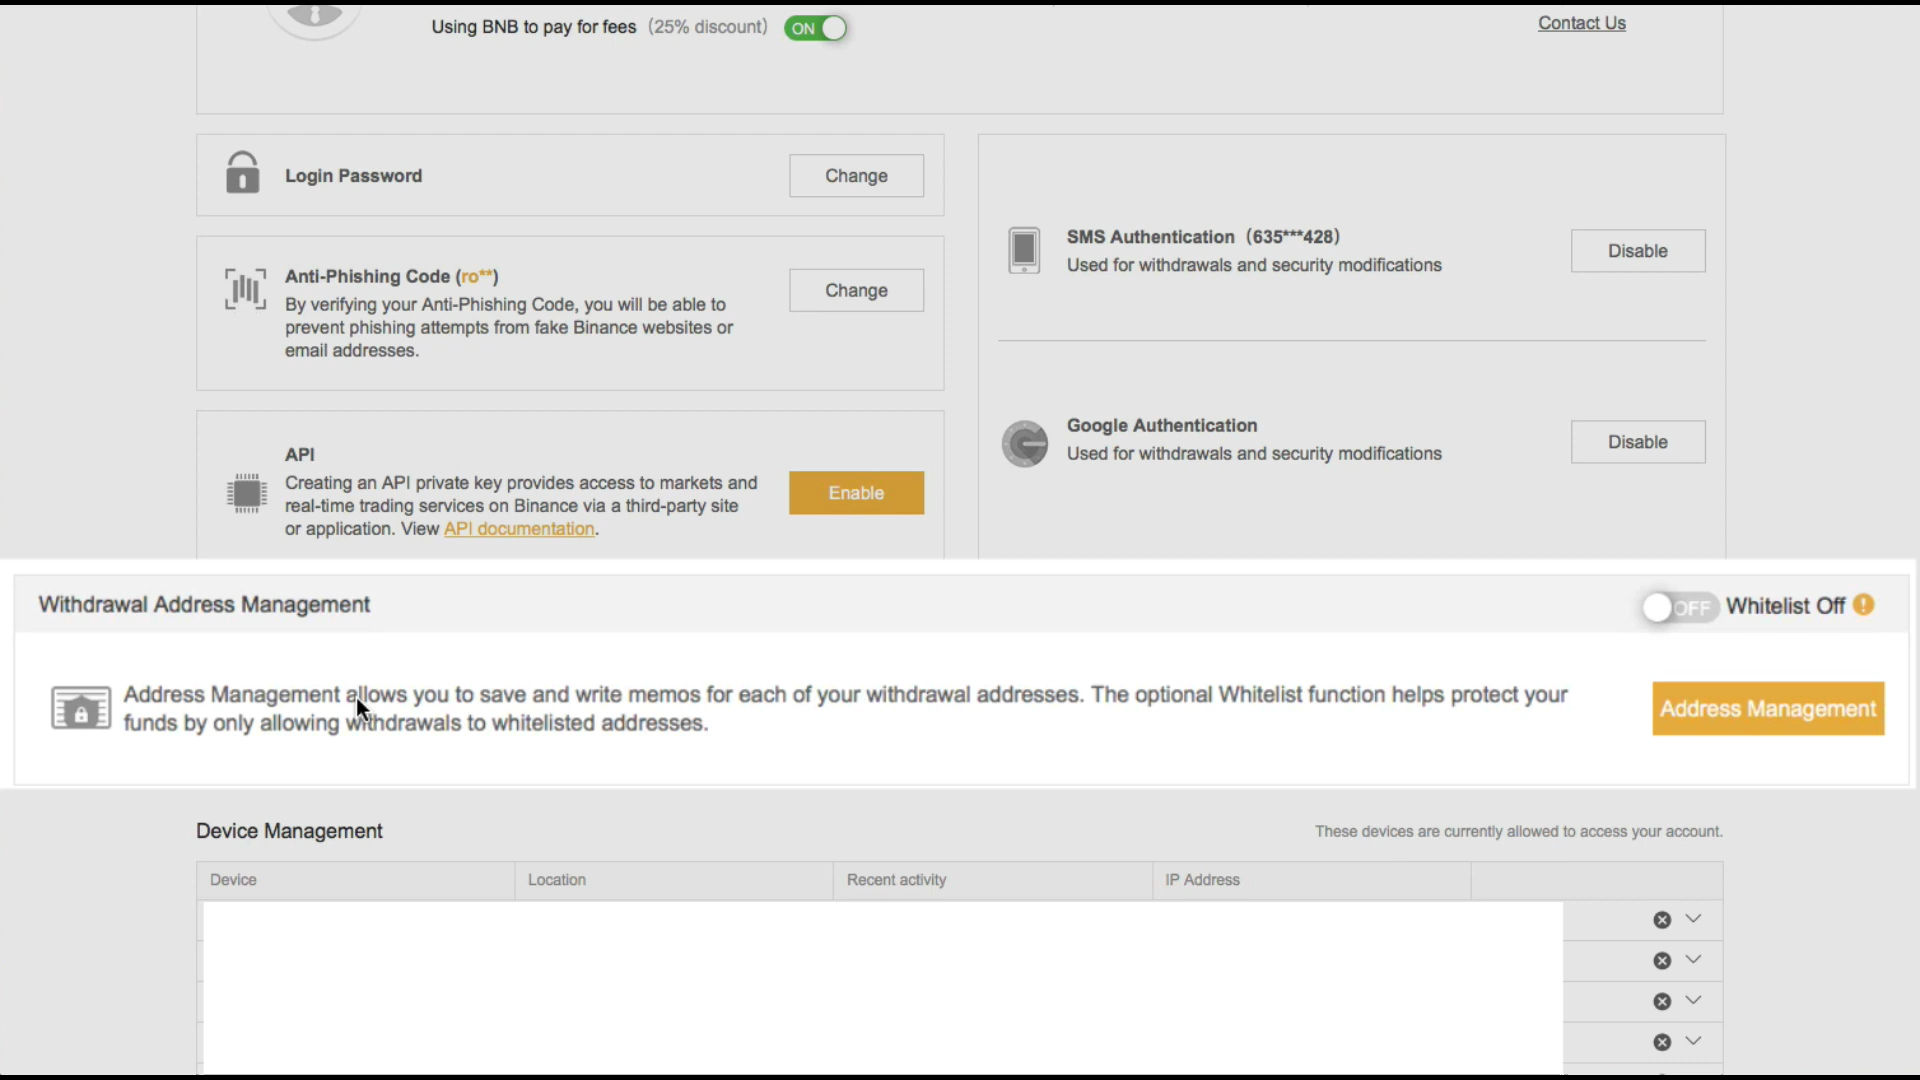 Using BNB to pay for fees (25% discount) ON
Contact Us
Login Password
Change
Anti-Phishing Code (ro**)
By verifying your Anti-Phishing Code, you will be able to
prevent phishing attempts from fake Binance websites or
email addresses.
Change
API
Creating an API private key provides access to markets and
real-time trading services on Binance via a third-party site
or application. View API documentation.
Enable
SMS Authentication (635***428)
Used for withdrawals and security modifications
Disable
Google Authentication
Used for withdrawals and security modifications
Disable
Withdrawal Address Management
OFF Whitelist Off
Address Management allows you to save and write memos for each of your withdrawal addresses. The optional Whitelist function helps protect your
funds by only allowing withdrawals to whitelisted addresses.
Address Management
Device Management
These devices are currently allowed to access your account.
Device Location Recent activity IP Address